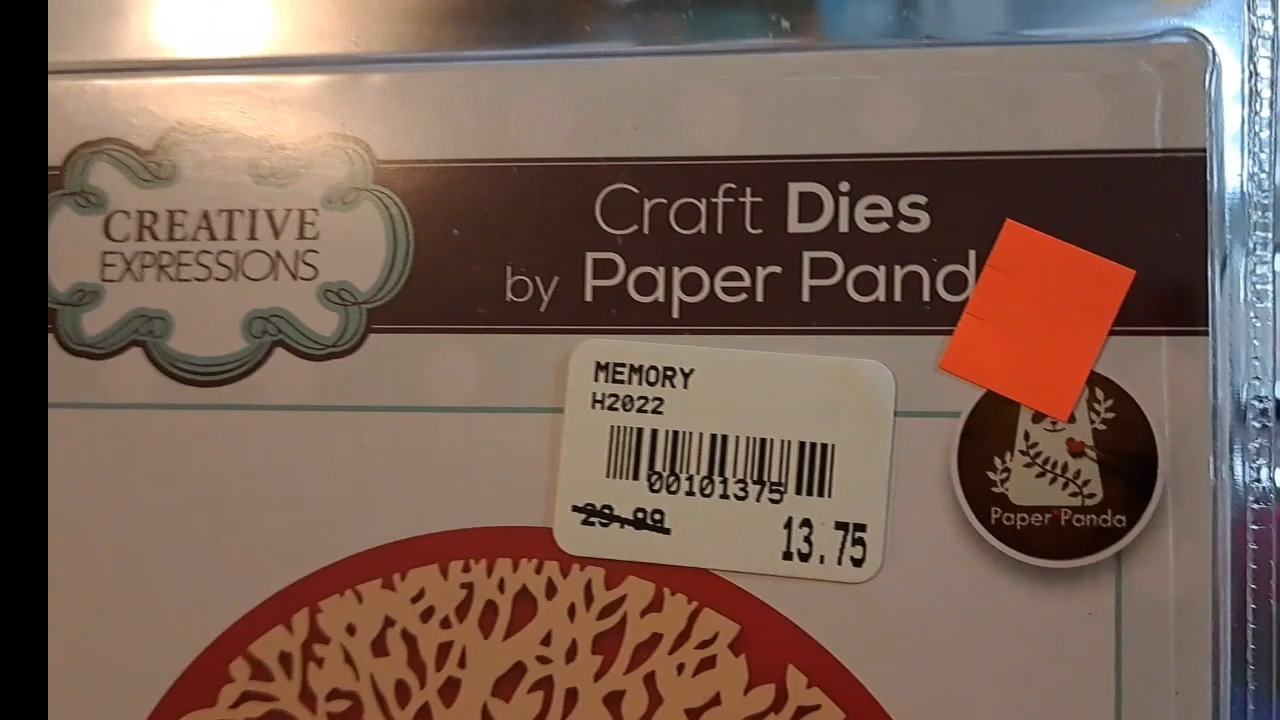 CREATIVE
EXPRESSIONS
Craft Dies
by Paper Pand
MEMORY
H2022
00101375
29.99
13.75
Paper Panda